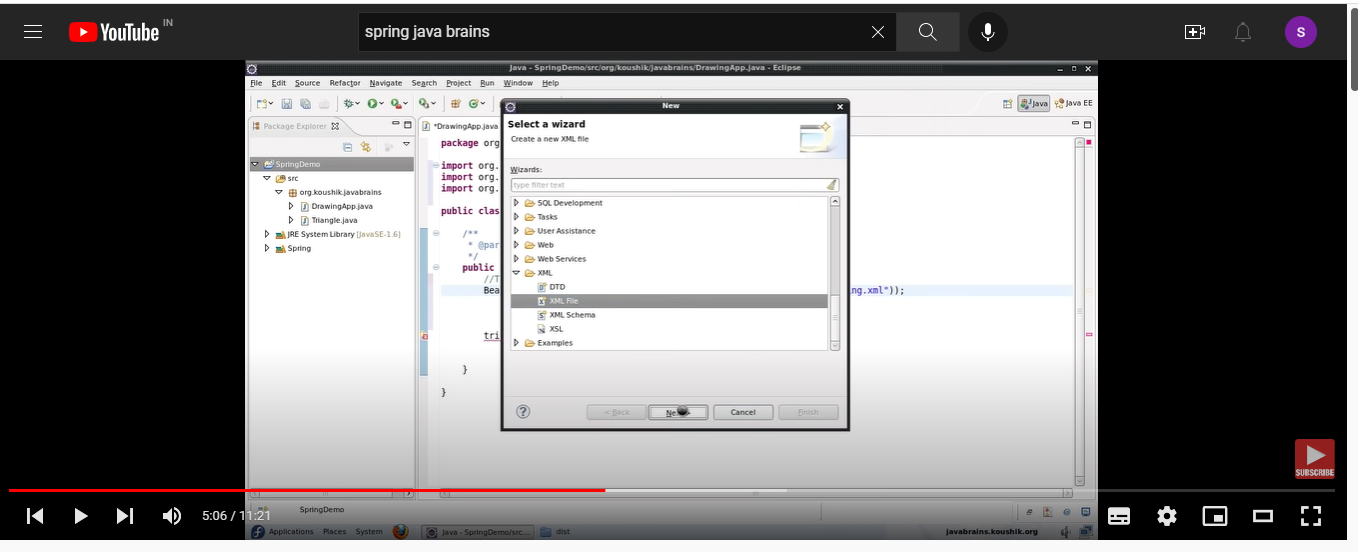 YouTube IN
spring java brains
S
Java - SpringDemo/src/org/koushik/javabrains/DrawingApp.java - Eclipse
File Edit Source Refactor Navigate Search Project Run Window Help
Java Java EE
Package Explorer
*DrawingApp.java
SpringDemo
src
org.koushik.javabrains
DrawingApp.java
Triangle.java
JRE System Library [JavaSE-1.6]
Spring
package org
import org.
import org.
import org.
public clas
/**
* @par
*/
public
//T
Bea
ng.xml"));
tri
}
}
New
Select a wizard
Create a new XML file
Wizards:
type filter text
SQL Development
Tasks
User Assistance
Web
Web Services
XML
DTD
XML File
XML Schema
XSL
Examples
< Back Cancel Finish
SUBSCRIBE
5:06 / 11:21
SpringDemo
Applications Places System Java - SpringDemo/src... dist javabrains.koushik.org